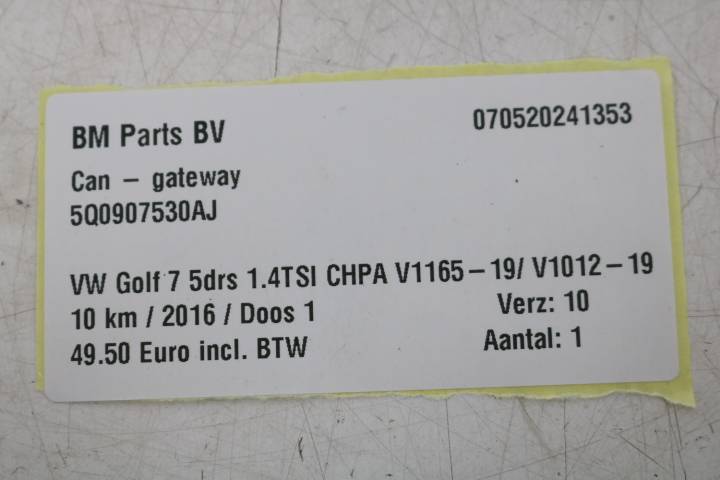 BM Parts BV 070520241353
Can – gateway
5Q0907530AJ
VW Golf 7 5drs 1.4TSI CHPA V1165–19/ V1012–19
10 km / 2016 / Doos 1 Verz: 10
49.50 Euro incl. BTW Aantal: 1